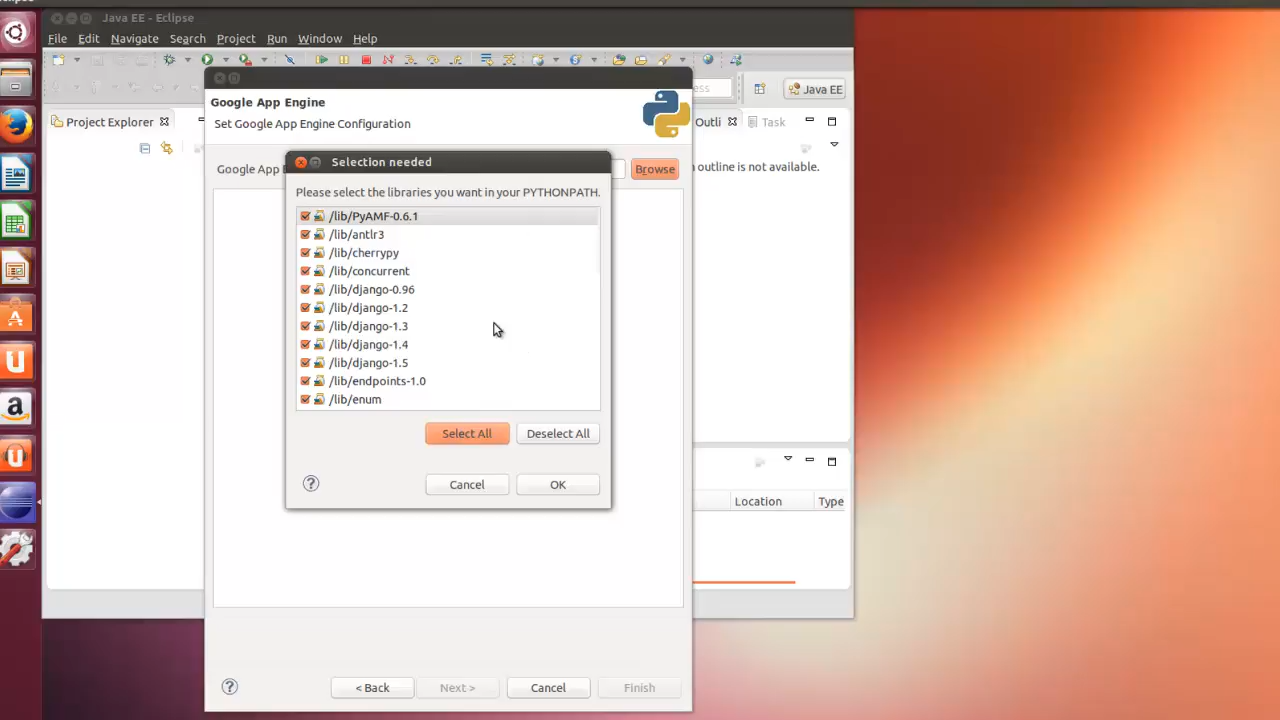 Eclipse
Java EE - Eclipse
File Edit Navigate Search Project Run Window Help
Java EE
Project Explorer
Outli Task
outline is not available.
Google App Engine
Set Google App Engine Configuration
Google App
Browse
Selection needed
Please select the libraries you want in your PYTHONPATH.
/lib/PyAMF-0.6.1
/lib/antlr3
/lib/cherrypy
/lib/concurrent
/lib/django-0.96
/lib/django-1.2
/lib/django-1.3
/lib/django-1.4
/lib/django-1.5
/lib/endpoints-1.0
/lib/enum
Select All Deselect All
Cancel OK
Location Type
< Back Next > Cancel Finish